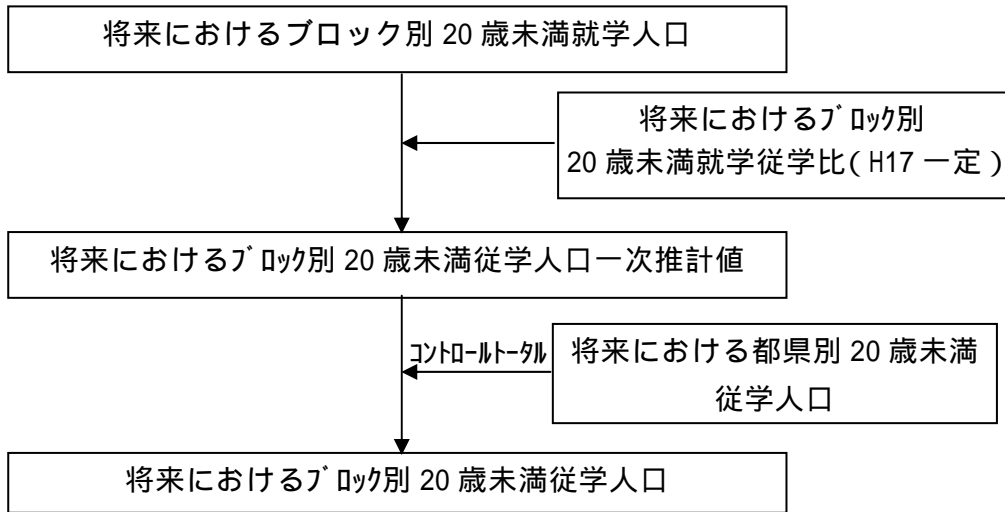 将来におけるブロック別 20 歳未満就学人口
将来におけるﾌﾞﾛｯｸ別
20 歳未満就学従学比( H17 一定 )
将来におけるﾌﾞﾛｯｸ別 20 歳未満従学人口一次推計値
ｺﾝﾄﾛｰﾙﾄｰﾀﾙ
将来における都県別 20 歳未満
従学人口
将来におけるﾌﾞﾛｯｸ別 20 歳未満従学人口